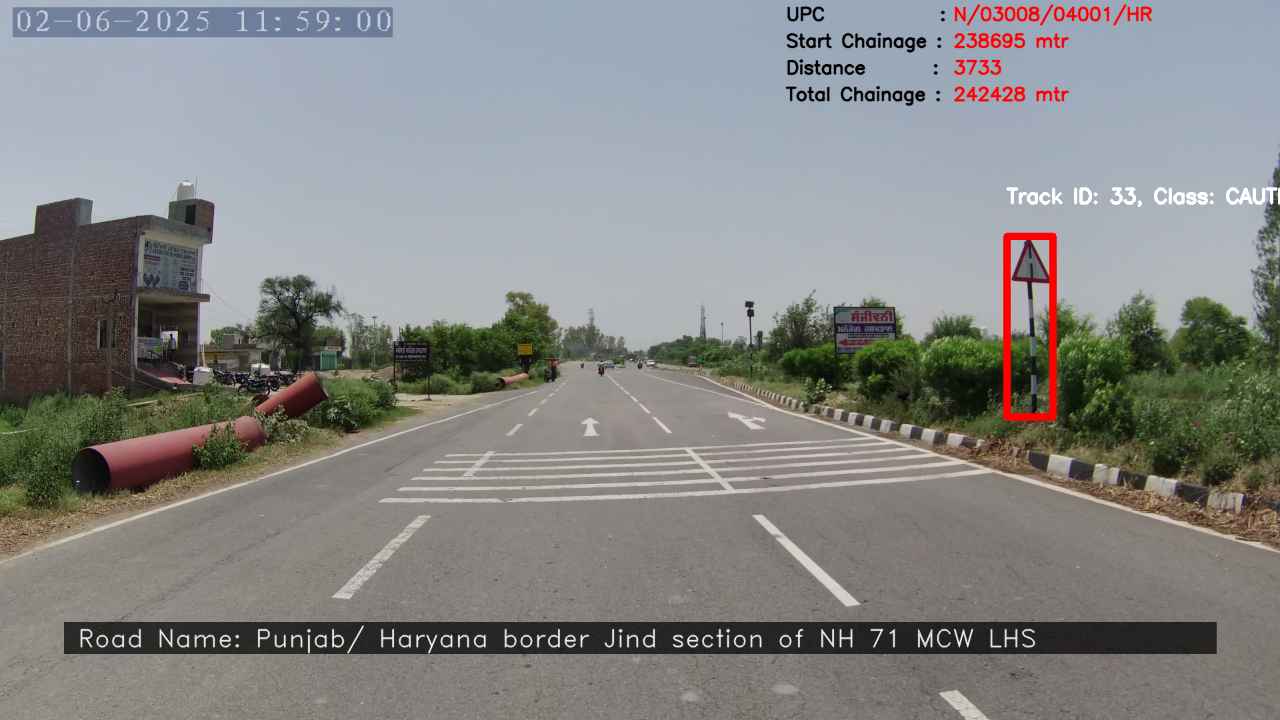 02-06-2025 11:59:00
UPC : N/03008/04001/HR
Start Chainage : 238695 mtr
Distance : 3733
Total Chainage : 242428 mtr
Track ID: 33, Class: CAUTI
ਸੰਜੀਵਨੀ
Road Name: Punjab/ Haryana border Jind section of NH 71 MCW LHS